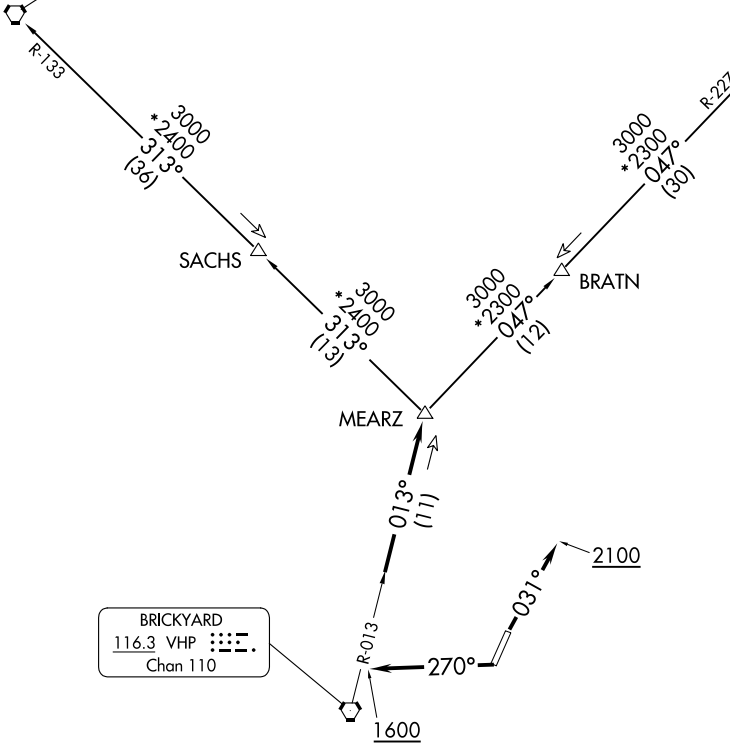 R-133
3000
*2400
313°
(36)
R-227
3000
*2300
047°
(30)
SACHS
BRATN
3000
*2400
313°
(13)
3000
*2300
047°
(12)
MEARZ
013°
(11)
2100
031°
BRICKYARD
116.3 VHP
Chan 110
R-013
270°
1600